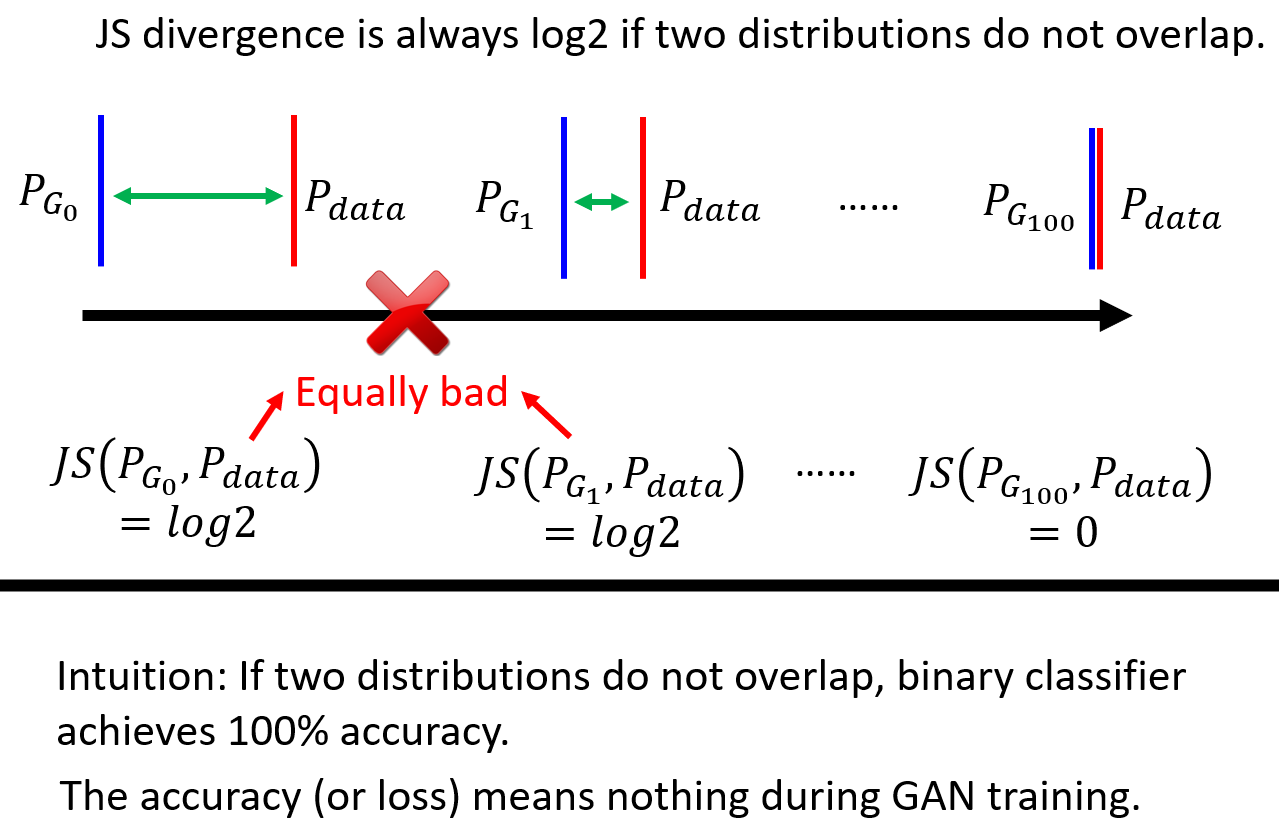 JS divergence is always log2 if two distributions do not overlap.
P_{G_0} P_{data} P_{G_1} P_{data} …… P_{G_{100}} P_{data}
Equally bad
JS(P_{G_0}, P_{data}) JS(P_{G_1}, P_{data}) …… JS(P_{G_{100}}, P_{data})
= log2 = log2 = 0
Intuition: If two distributions do not overlap, binary classifier
achieves 100% accuracy.
The accuracy (or loss) means nothing during GAN training.